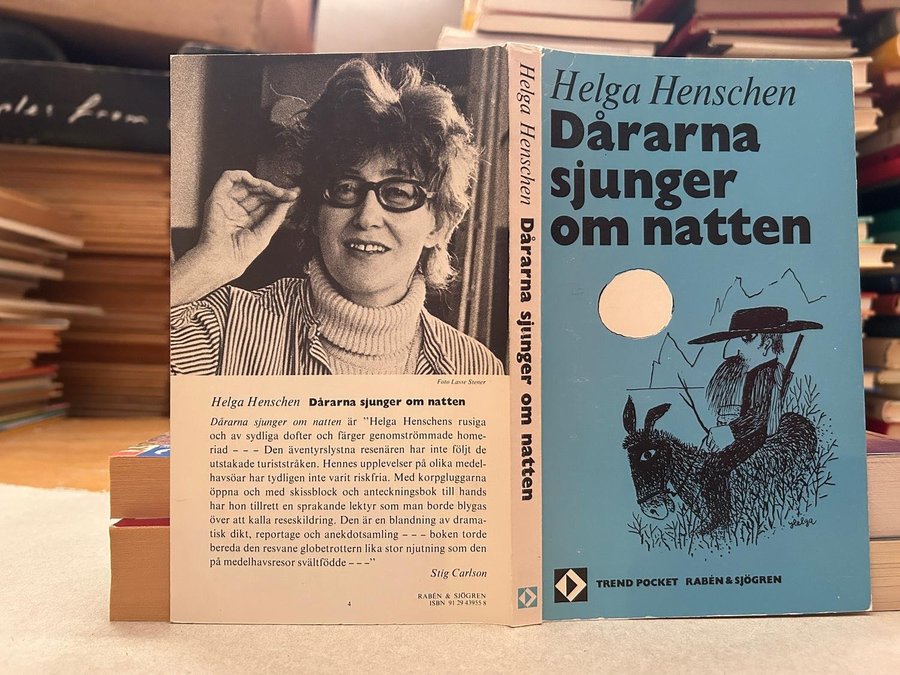 ples from
Foto Lasse Stener
Helga Henschen Dårarna sjunger om natten
Dårarna sjunger om natten är "Helga Henschens rusiga
och av sydliga dofter och färger genomströmmade home-
riad – – – Den äventyrslystna resenären har inte följt de
utstakade turiststråken. Hennes upplevelser på olika medel-
havsöar har tydligen inte varit riskfria. Med korpgluggarna
öppna och med skissblock och anteckningsbok till hands
har hon tillrett en sprakande lektyr som man borde blygas
över att kalla reseskildring. Den är en blandning av drama-
tisk dikt, reportage och anekdotsamling – – – boken torde
bereda den resvane globetrottern lika stor njutning som den
på medelhavsresor svältfödde – – –"
Stig Carlson
4
RABÉN & SJÖGREN
ISBN 91 29 43955 8
Helga Henschen Dårarna sjunger om natten
Helga Henschen
Dårarna
sjunger
om natten
Helga
TREND POCKET RABÉN & SJÖGREN